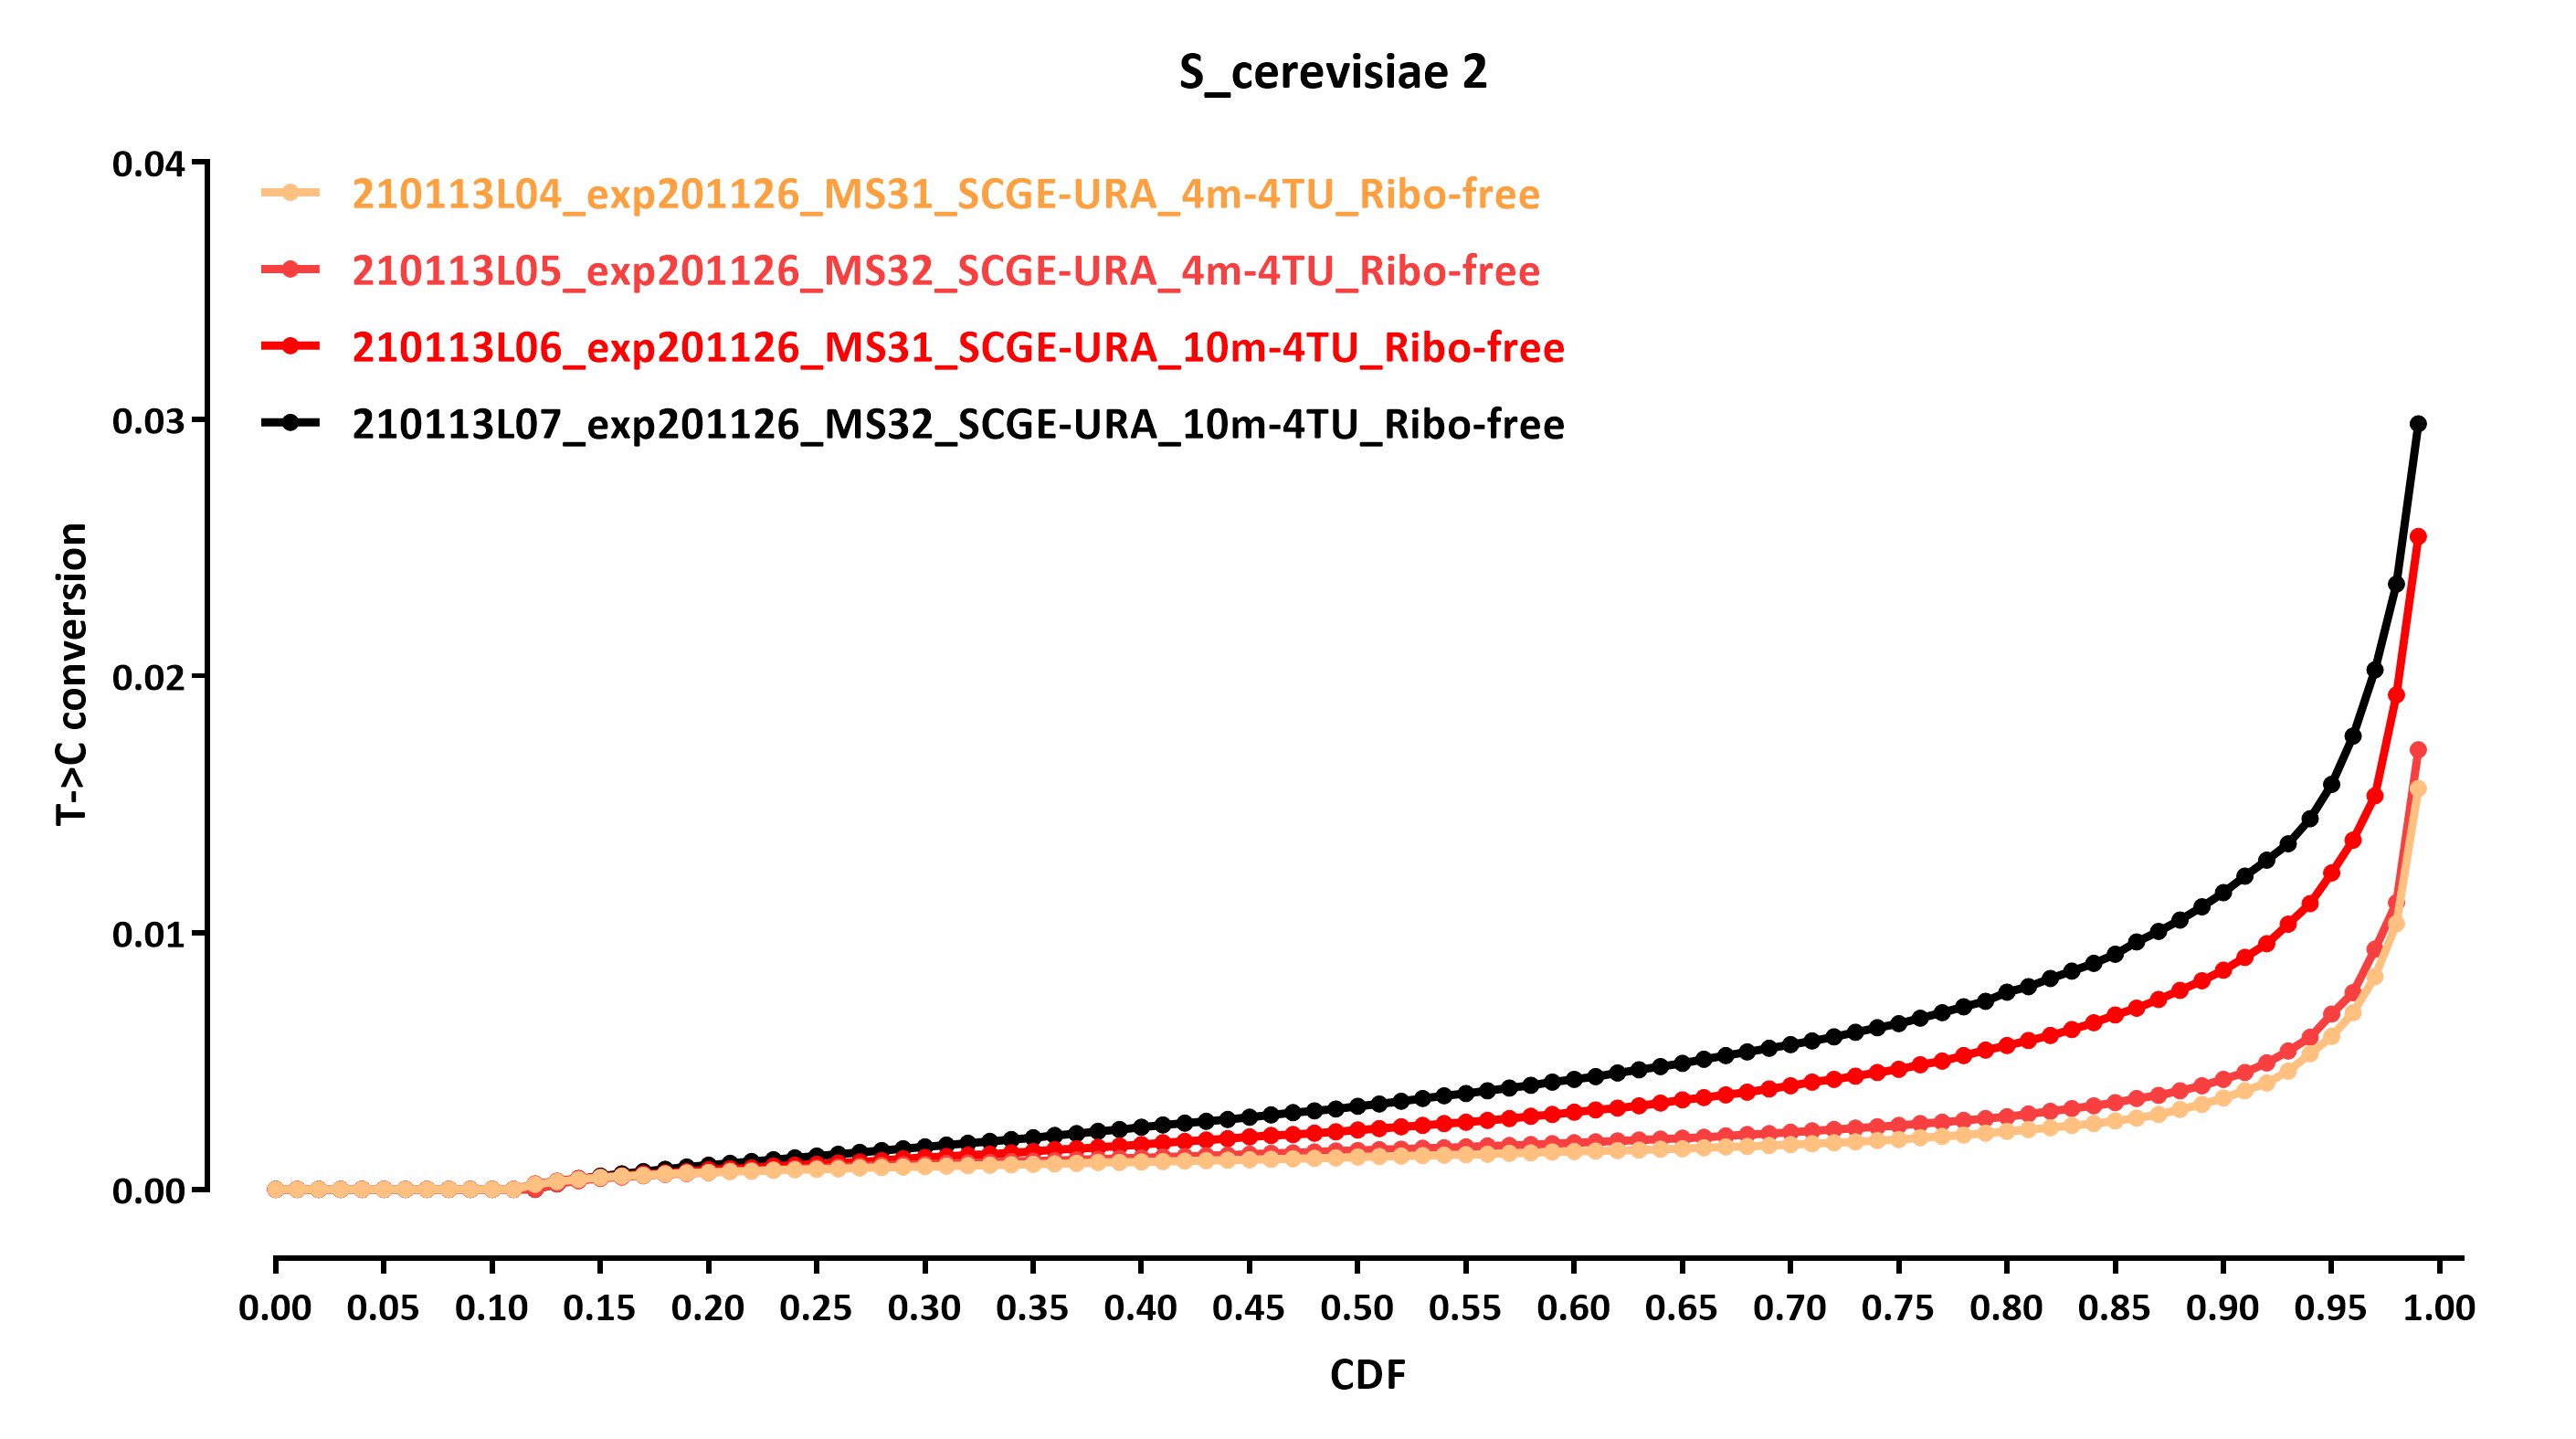 S_cerevisiae 2
0.04
0.03
0.02
0.01
0.00
T->C conversion
210113L04_exp201126_MS31_SCGE-URA_4m-4TU_Ribo-free
210113L05_exp201126_MS32_SCGE-URA_4m-4TU_Ribo-free
210113L06_exp201126_MS31_SCGE-URA_10m-4TU_Ribo-free
210113L07_exp201126_MS32_SCGE-URA_10m-4TU_Ribo-free
0.00 0.05 0.10 0.15 0.20 0.25 0.30 0.35 0.40 0.45 0.50 0.55 0.60 0.65 0.70 0.75 0.80 0.85 0.90 0.95 1.00
CDF